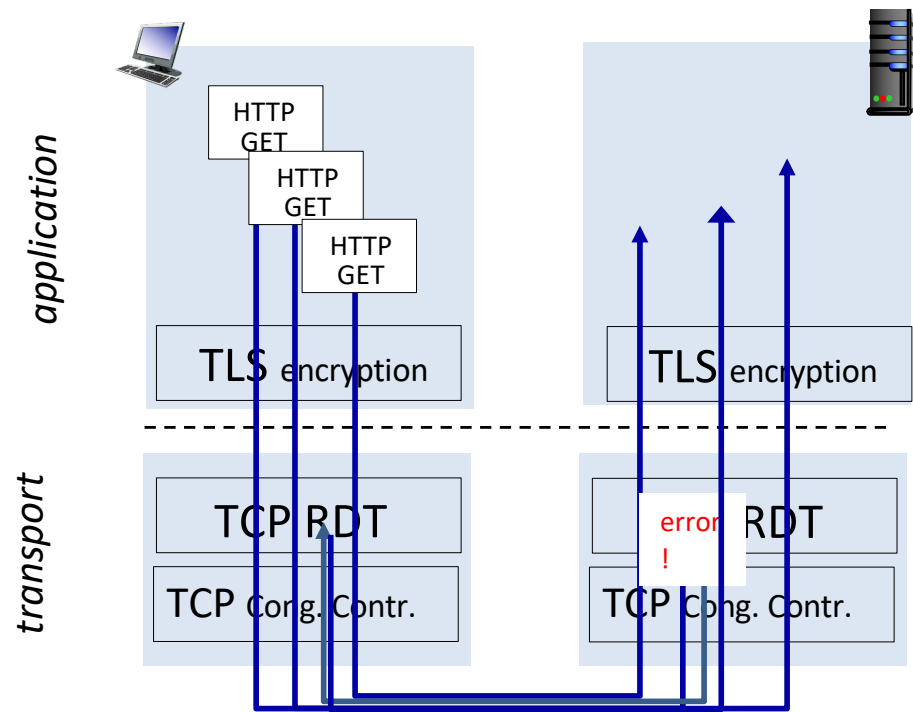 application
HTTP
GET
HTTP
GET
HTTP
GET
TLS encryption
TLS encryption
transport
TCP RDT
error
!
RDT
TCP Cong. Contr.
TCP Cong. Contr.